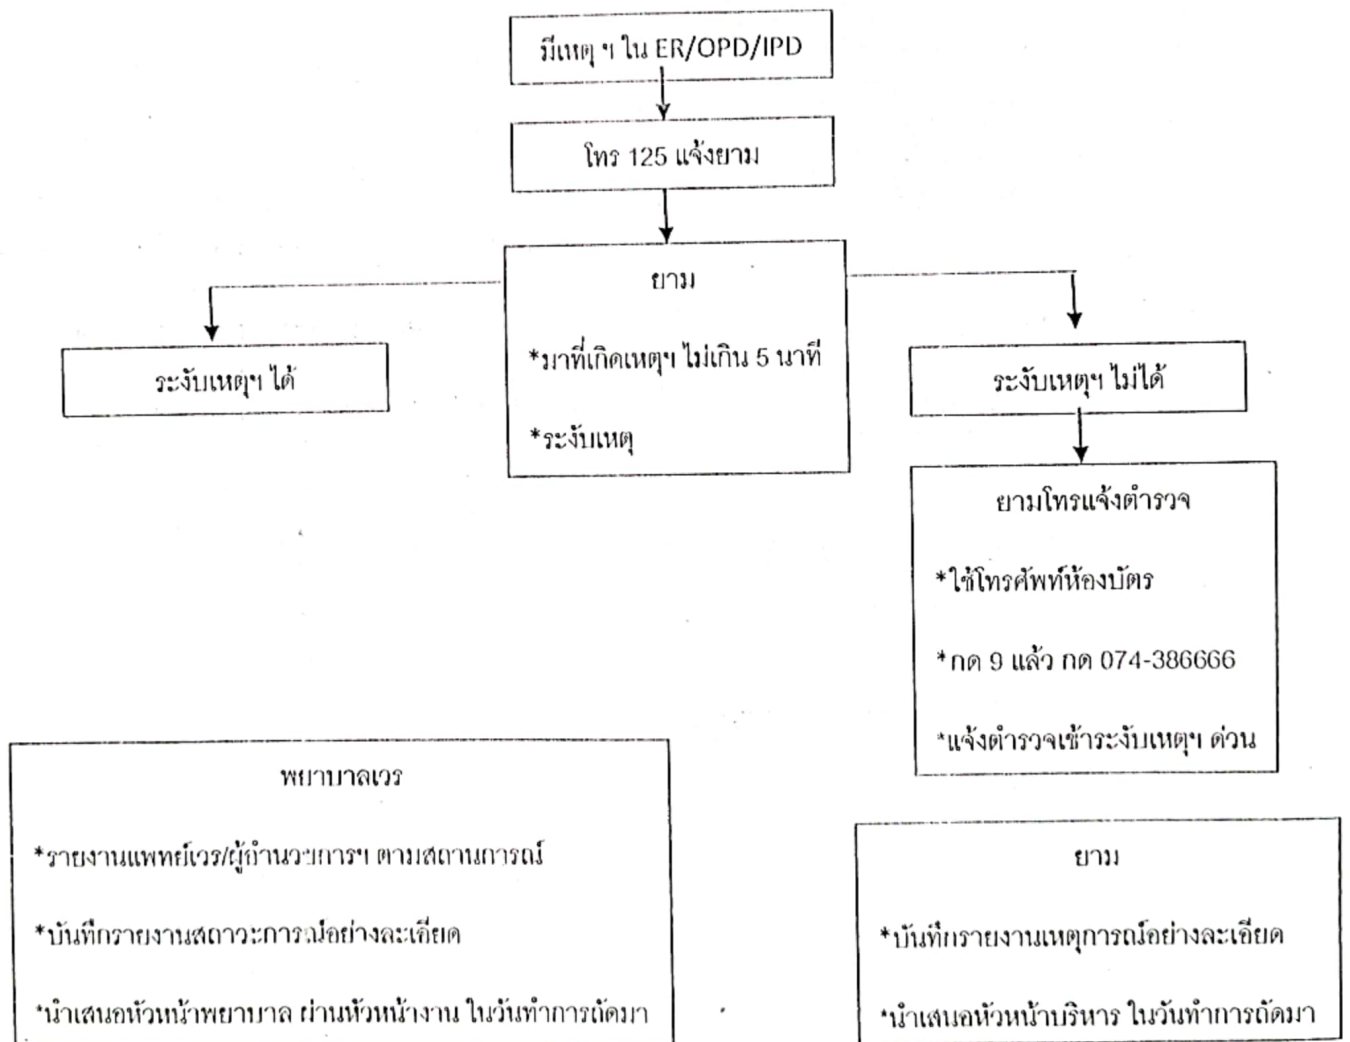 มีเหตุ ฯ ใน ER/OPD/IPD
โทร 125 แจ้งยาม
ยาม
*มาที่เกิดเหตุฯ ไม่เกิน 5 นาที
*ระงับเหตุ
ระงับเหตุฯ ได้
ระงับเหตุฯ ไม่ได้
ยามโทรแจ้งตำรวจ
*ใช้โทรศัพท์ห้องบัตร
*กด 9 แล้ว กด 074-386666
*แจ้งตำรวจเข้าระงับเหตุฯ ด่วน
พยาบาลเวร
*รายงานแพทย์เวร/ผู้อำนวยการฯ ตามสถานการณ์
*บันทึกรายงานสถาวะการณ์อย่างละเอียด
*นำเสนอหัวหน้าพยาบาล ผ่านหัวหน้างาน ในวันทำการถัดมา
ยาม
*บันทึกรายงานเหตุการณ์อย่างละเอียด
*นำเสนอหัวหน้าบริหาร ในวันทำการถัดมา